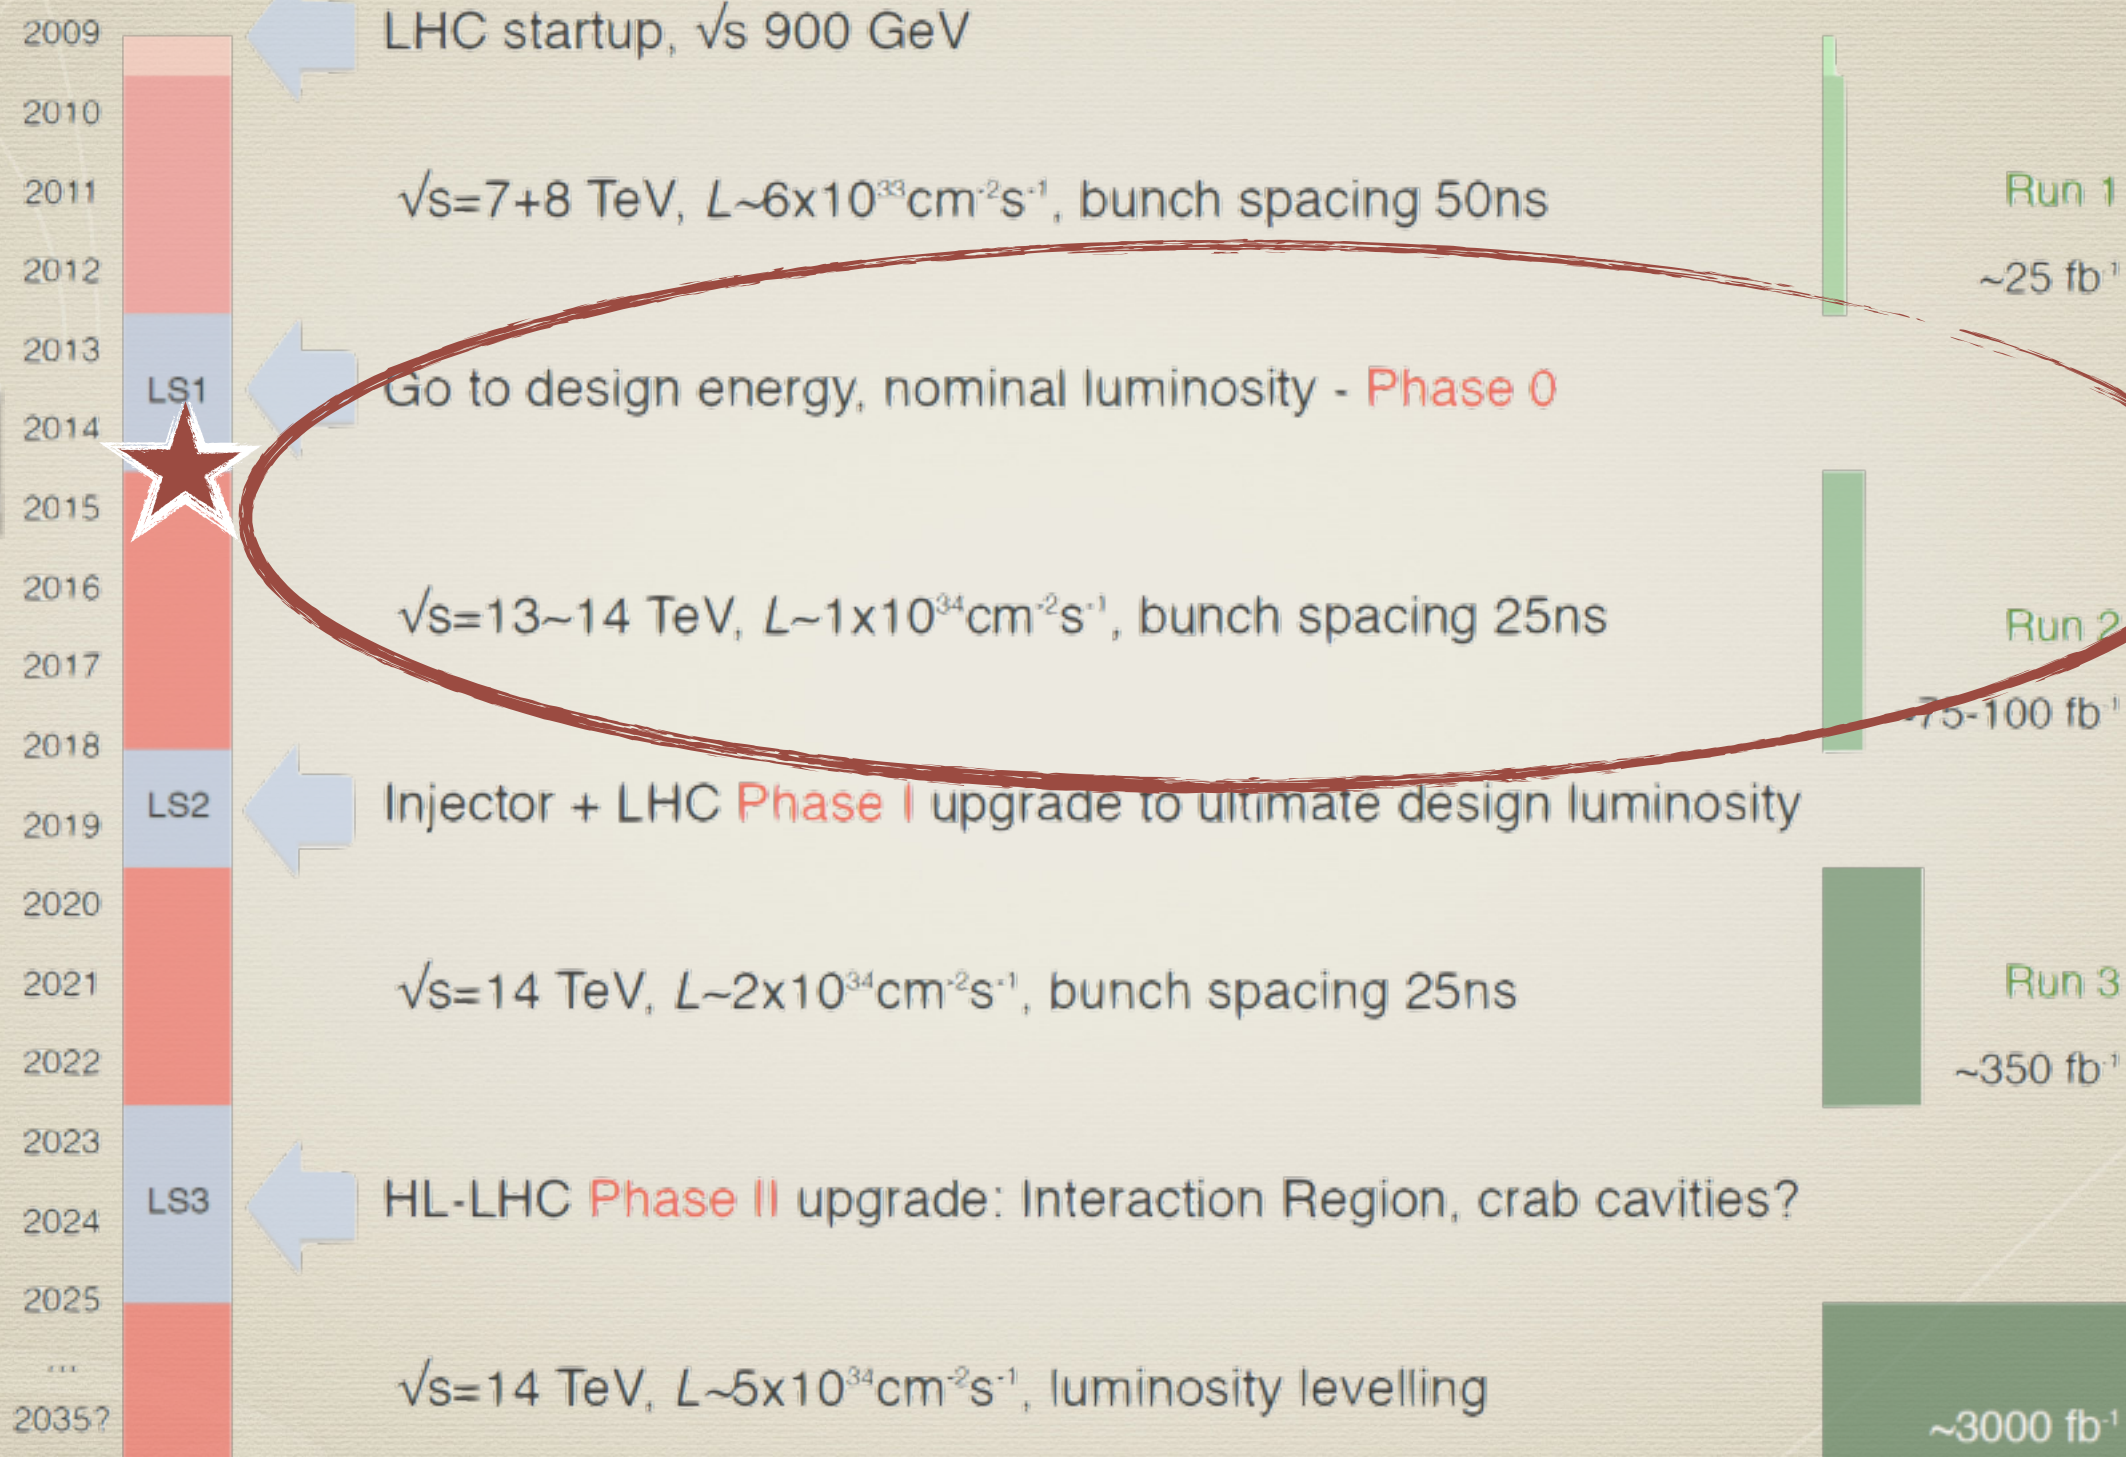 2009 LHC startup, √s 900 GeV
2010
2011 √s=7+8 TeV, L~6x10³³cm⁻²s⁻¹, bunch spacing 50ns Run 1
2012 ~25 fb⁻¹
2013
LS1 Go to design energy, nominal luminosity - Phase 0
2014
2015
2016 √s=13~14 TeV, L~1x10³⁴cm⁻²s⁻¹, bunch spacing 25ns Run 2
2017
~75-100 fb⁻¹
2018
LS2 Injector + LHC Phase I upgrade to ultimate design luminosity
2019
2020
2021 √s=14 TeV, L~2x10³⁴cm⁻²s⁻¹, bunch spacing 25ns Run 3
2022 ~350 fb⁻¹
2023
LS3 HL-LHC Phase II upgrade: Interaction Region, crab cavities?
2024
2025
...
√s=14 TeV, L~5x10³⁴cm⁻²s⁻¹, luminosity levelling
2035? ~3000 fb⁻¹